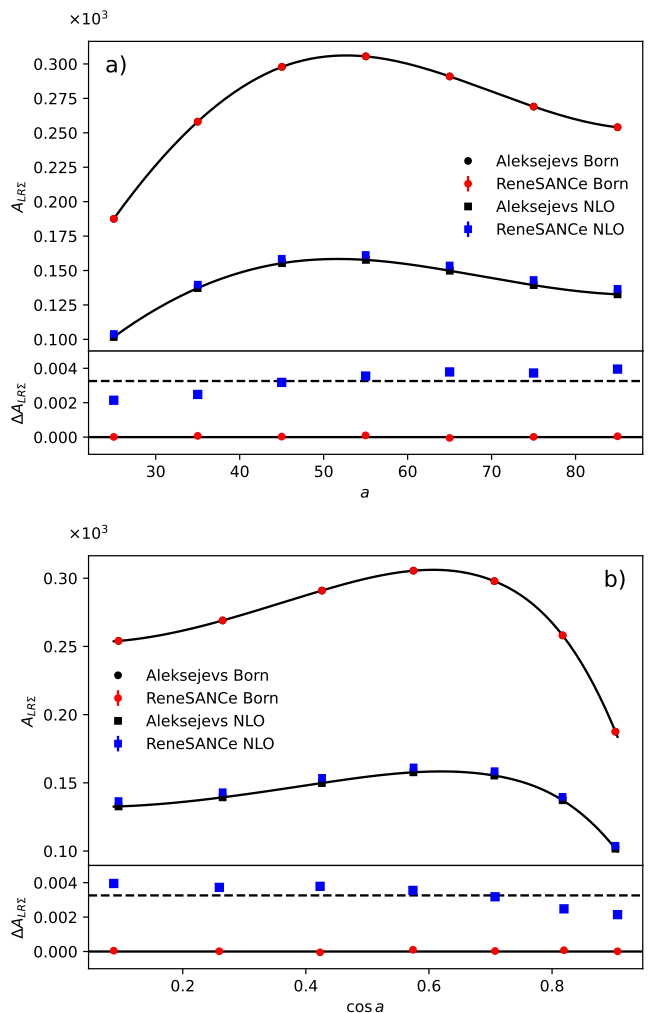 ×10³
a)
0.300
0.275
0.250
0.225
0.200
0.175
0.150
0.125
0.100
A_{LRΣ}
Aleksejevs Born
ReneSANCe Born
Aleksejevs NLO
ReneSANCe NLO
0.004
0.002
0.000
ΔA_{LRΣ}
30 40 50 60 70 80
a
×10³
b)
0.30
0.25
0.20
0.15
0.10
A_{LRΣ}
Aleksejevs Born
ReneSANCe Born
Aleksejevs NLO
ReneSANCe NLO
0.004
0.002
0.000
ΔA_{LRΣ}
0.2 0.4 0.6 0.8
cos a